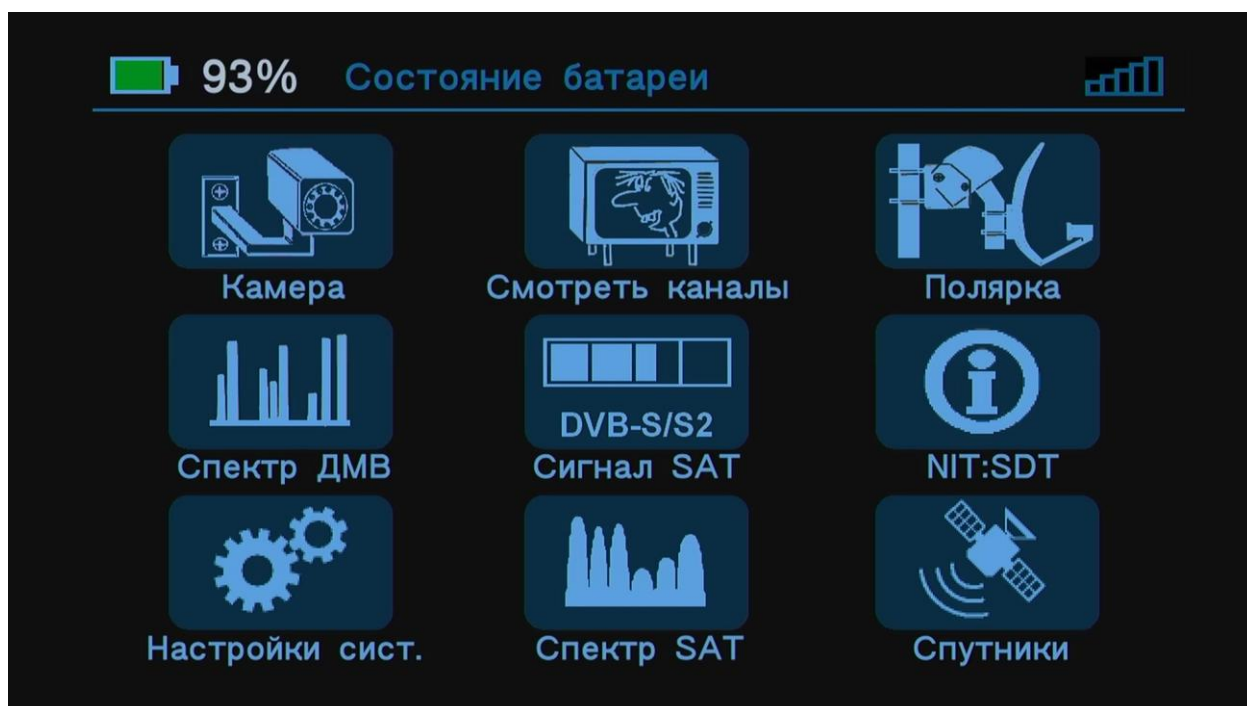 93% Состояние батареи
Камера Смотреть каналы Полярка
DVB-S/S2
Спектр ДМВ Сигнал SAT NIT:SDT
Настройки сист. Спектр SAT Спутники